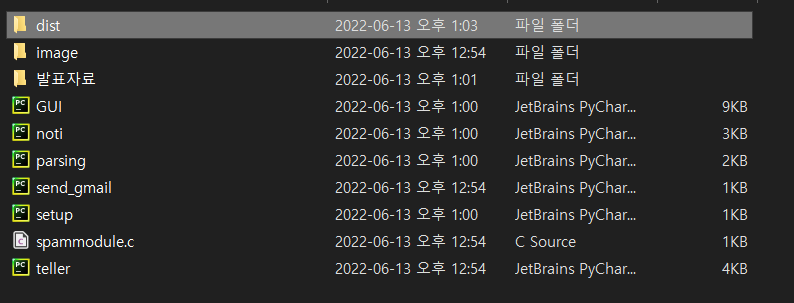 dist 2022-06-13 오후 1:03 파일 폴더
image 2022-06-13 오후 12:54 파일 폴더
발표자료 2022-06-13 오후 1:01 파일 폴더
GUI 2022-06-13 오후 1:00 JetBrains PyChar... 9KB
noti 2022-06-13 오후 1:00 JetBrains PyChar... 3KB
parsing 2022-06-13 오후 1:00 JetBrains PyChar... 2KB
send_gmail 2022-06-13 오후 12:54 JetBrains PyChar... 1KB
setup 2022-06-13 오후 1:00 JetBrains PyChar... 1KB
spammodule.c 2022-06-13 오후 12:54 C Source 1KB
teller 2022-06-13 오후 12:54 JetBrains PyChar... 4KB